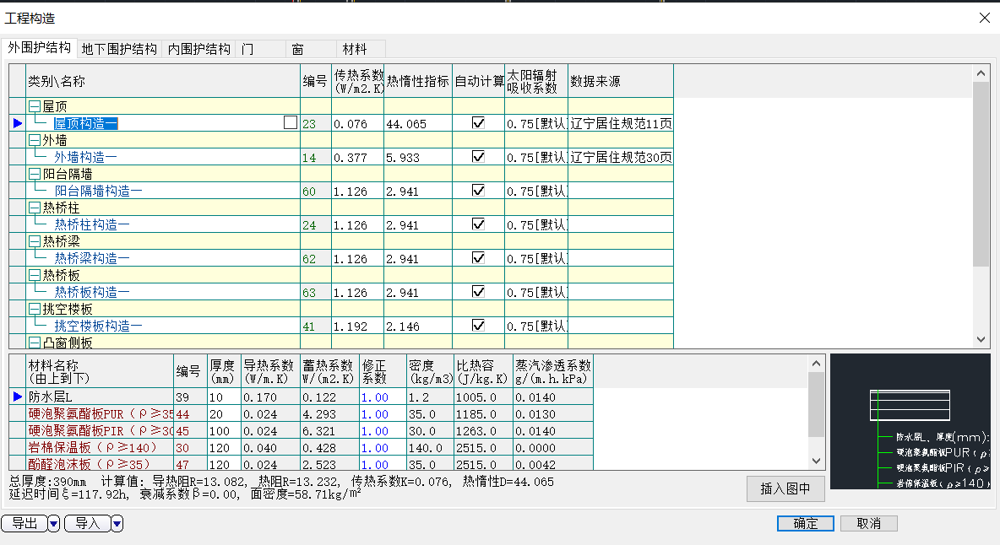 工程构造
外围护结构 地下围护结构 内围护结构 门 窗 材料
类别\名称 编号 传热系数(W/m2.K) 热惰性指标 自动计算 太阳辐射吸收系数 数据来源
屋顶
屋顶构造一 23 0.076 44.065 0.75[默认] 辽宁居住规范11页
外墙
外墙构造一 14 0.377 5.933 0.75[默认] 辽宁居住规范30页
阳台隔墙
阳台隔墙构造一 60 1.126 2.941 0.75[默认]
热桥柱
热桥柱构造一 24 1.126 2.941 0.75[默认]
热桥梁
热桥梁构造一 62 1.126 2.941 0.75[默认]
热桥板
热桥板构造一 63 1.126 2.941 0.75[默认]
挑空楼板
挑空楼板构造一 41 1.192 2.146 0.75[默认]
凸窗侧板
材料名称(由上到下) 编号 厚度(mm) 导热系数(W/m.K) 蓄热系数W/(m2.K) 修正系数 密度(kg/m3) 比热容(J/kg.K) 蒸汽渗透系数g/(m.h.kPa)
防水层L 39 10 0.170 0.122 1.00 1.2 1005.0 0.0140
硬泡聚氨酯板PUR（ρ≥35 44 20 0.024 4.293 1.00 35.0 1185.0 0.0130
硬泡聚氨酯板PIR（ρ≥30 45 100 0.024 6.321 1.00 30.0 1263.0 0.0140
岩棉保温板（ρ≥140） 30 120 0.040 0.428 1.00 140.0 2515.0 0.0000
酚醛泡沫板（ρ≥35） 47 120 0.024 2.523 1.00 35.0 2515.0 0.0042
防水层L、厚度(mm):
硬泡聚氨酯板PUR（ρ≥
硬泡聚氨酯板PIR（ρ≥
岩棉保温板（ρ≥140）
总厚度:390mm 计算值: 导热阻R=13.082, 热阻R=13.232, 传热系数K=0.076, 热惰性D=44.065
延迟时间ξ=117.92h, 衰减系数β=0.00, 面密度=58.71kg/㎡
插入图中
导出 导入 确定 取消